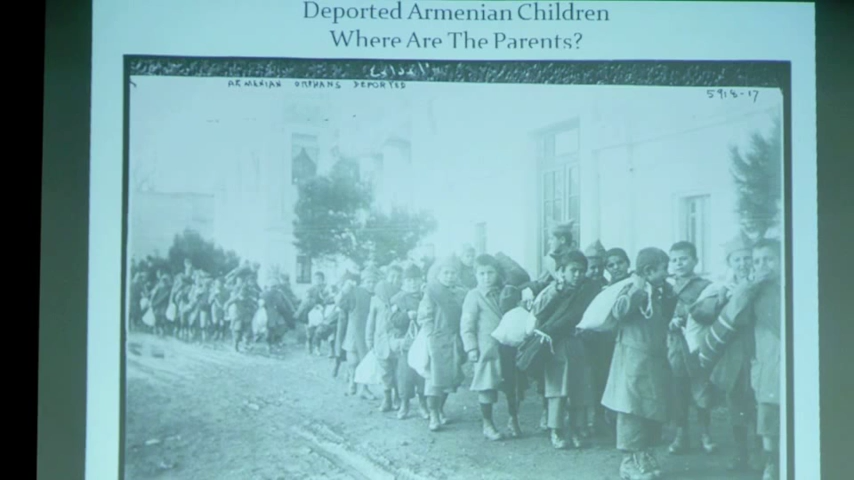 Deported Armenian Children
Where Are The Parents?
ARMENIAN ORPHANS DEPORTED
5918-17